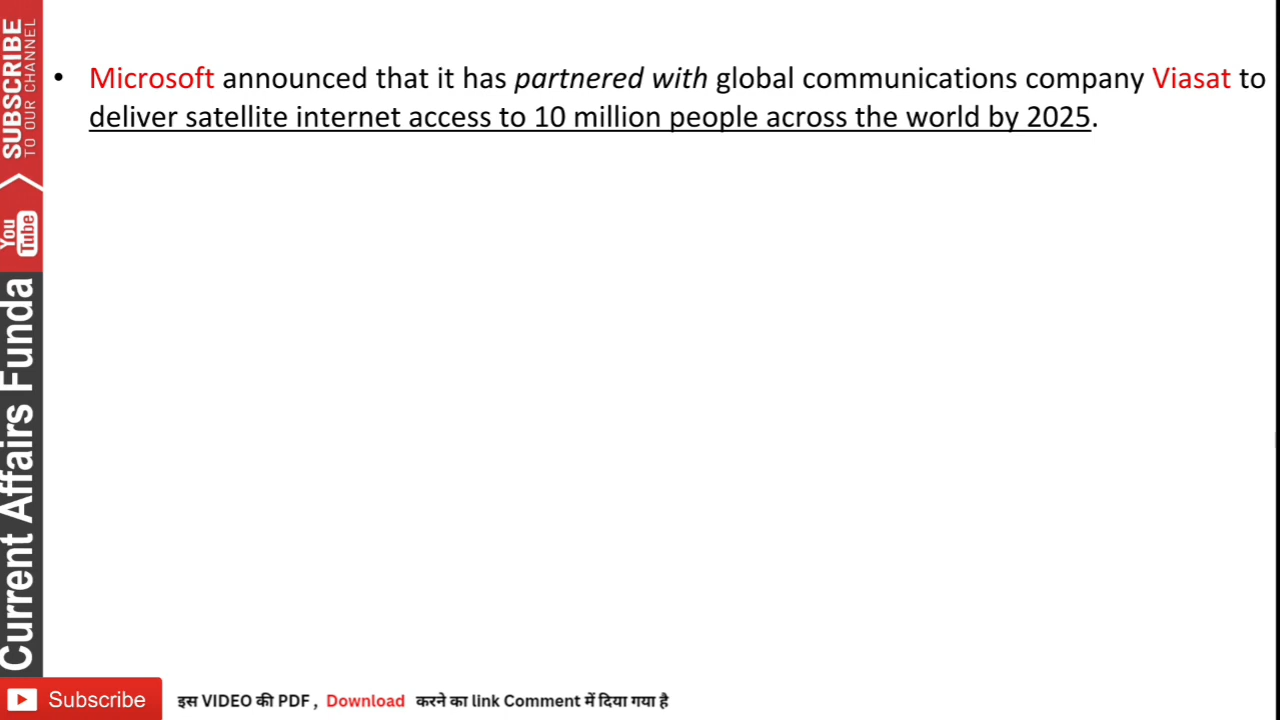 • Microsoft announced that it has partnered with global communications company Viasat to
deliver satellite internet access to 10 million people across the world by 2025.
SUBSCRIBE
TO OUR CHANNEL
You
Tube
Current Affairs Funda
Subscribe
इस VIDEO की PDF , Download करने का link Comment में दिया गया है